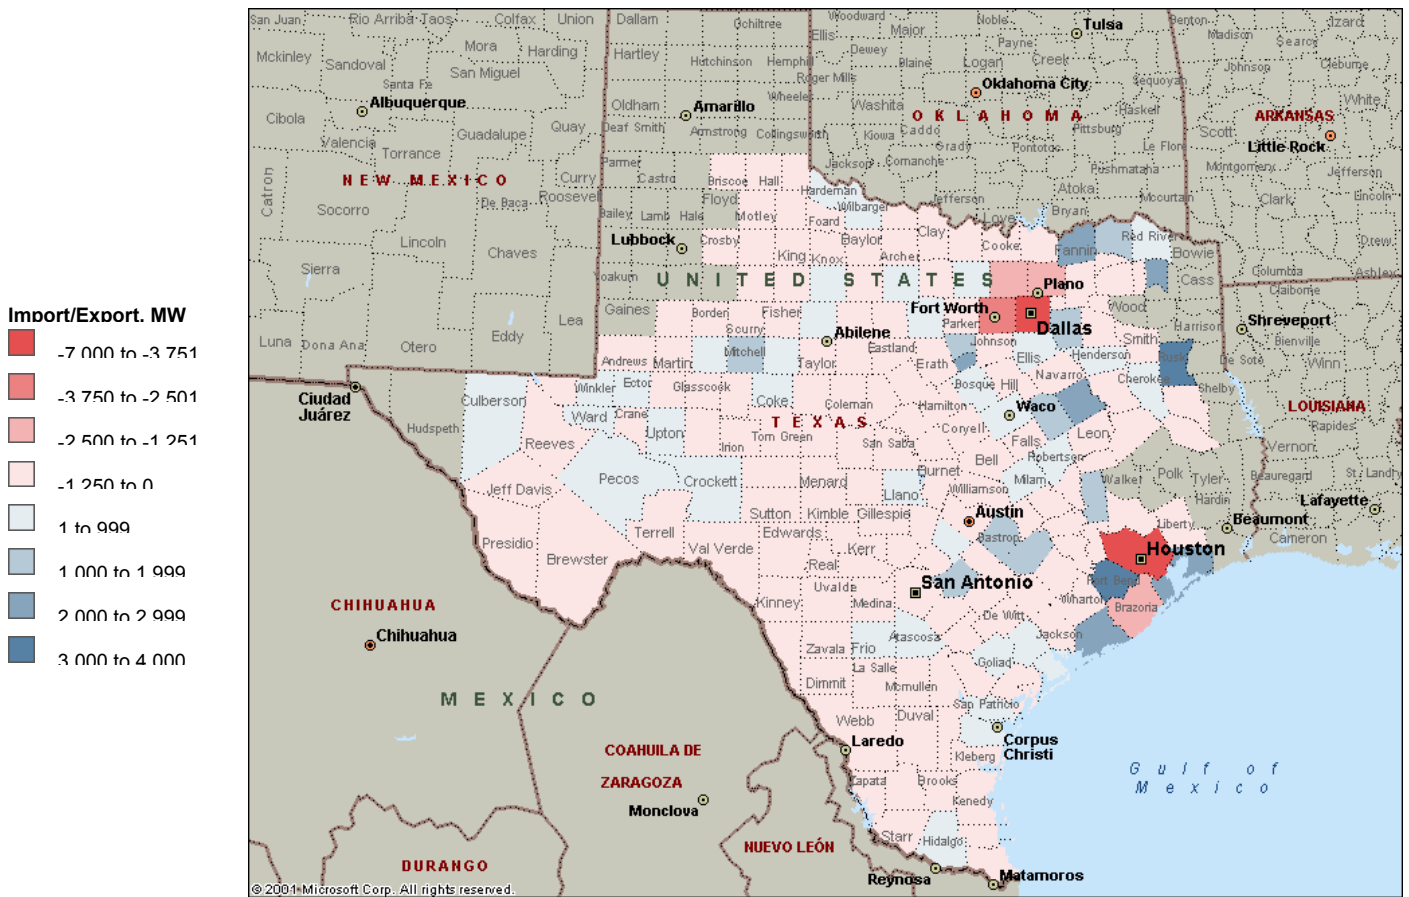 Import/Export, MW
-7,000 to -3,751
-3,750 to -2,501
-2,500 to -1,251
-1,250 to 0
1 to 999
1,000 to 1,999
2,000 to 2,999
3,000 to 4,000
San Juan
Rio Arriba
Taos
Colfax
Union
Dallam
Ochiltree
Woodward
Noble
Tulsa
Benton
Izard
Ellis
Major
Madison
Searcy
Mckinley
Sandoval
Mora
Harding
Hartley
Hutchinson
Hemphill
Dewey
Blaine
Logan
Payne
Creek
Johnson
Cleburne
Santa Fe
San Miguel
Roger Mills
Sequoyah
Albuquerque
Oklahoma City
White
Cibola
Oldham
Amarillo
Wheeler
Washita
OKLAHOMA
Haskell
ARKANSAS
Valencia
Guadalupe
Quay
Deaf Smith
Armstrong
Collingsworth
Kiowa
Caddo
Pittsburg
Scott
Little Rock
Torrance
Parmer
Grady
Pontotoc
Le Flore
Catron
NEW MEXICO
Curry
Castro
Briscoe
Hall
Jackson
Comanche
Pushmataha
Montgomery
Jefferson
Socorro
De Baca
Roosevelt
Floyd
Hardeman
Wilbarger
Jefferson
Atoka
Mccurtain
Clark
Lincoln
Bailey
Lamb
Hale
Motley
Foard
Love
Bryan
Lincoln
Chaves
Lubbock
Crosby
Baylor
Clay
Cooke
Fannin
Red River
Bowie
Drew
King
Knox
Archer
Sierra
Yoakum
UNITED STATES
Plano
Cass
Columbia
Ashley
Claiborne
Luna
Dona Ana
Otero
Eddy
Lea
Gaines
Borden
Scurry
Fisher
Fort Worth
Parker
Dallas
Wood
Harrison
Shreveport
Bienville
Abilene
Mitchell
Eastland
Johnson
Smith
Andrews
Martin
Taylor
Erath
Ellis
Henderson
Rusk
De Soto
Winn
Ciudad
Juárez
Culberson
Winkler
Ector
Glasscock
Coke
Bosque
Hill
Navarro
Cherokee
Shelby
Hudspeth
Ward
Crane
Coleman
Hamilton
Waco
LOUISIANA
Reeves
Upton
Irion
Tom Green
TEXAS
San Saba
Coryell
Falls
Leon
Rapides
Vernon
Jeff Davis
Pecos
Crockett
Menard
Burnet
Bell
Robertson
Milam
Walker
Polk
Tyler
Beauregard
St. Landry
Llano
Williamson
Hardin
Lafayette
Presidio
Terrell
Sutton
Kimble
Gillespie
Austin
Liberty
Beaumont
Brewster
Val Verde
Edwards
Kerr
Bastrop
Houston
Cameron
Real
San Antonio
Fort Bend
CHIHUAHUA
Kinney
Uvalde
Medina
Wharton
Brazoria
De Witt
Chihuahua
Zavala
Frio
Atascosa
Jackson
La Salle
Goliad
MEXICO
Dimmit
Mcmullen
San Patricio
Webb
Duval
COAHUILA DE
ZARAGOZA
Laredo
Corpus
Christi
Kleberg
Gulf of
Mexico
Zapata
Brooks
Monclova
Kenedy
DURANGO
NUEVO LEÓN
Starr
Hidalgo
Reynosa
Matamoros
© 2001 Microsoft Corp. All rights reserved.